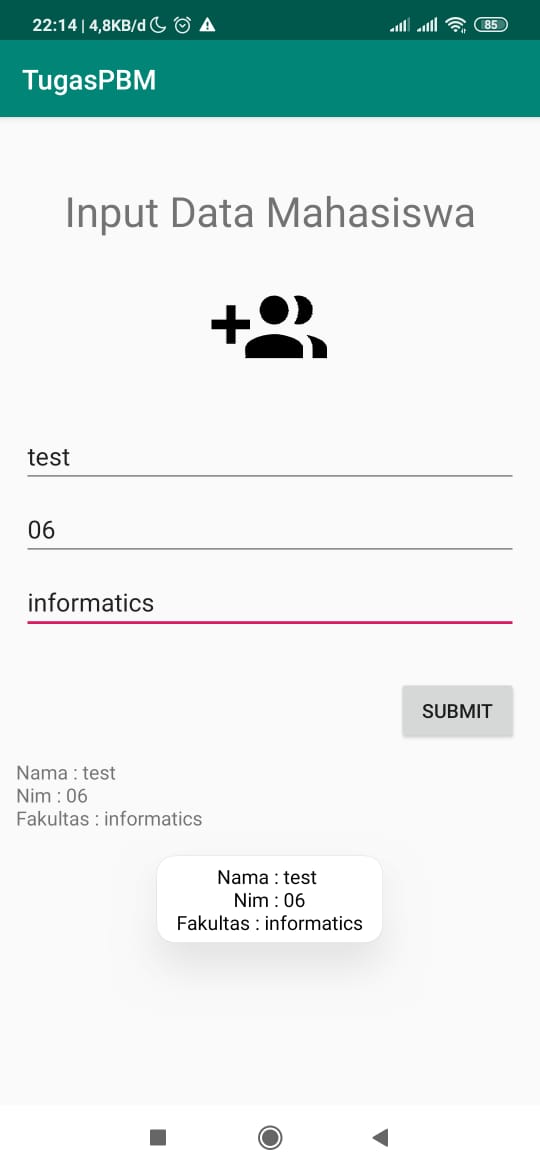 22:14 | 4,8KB/d
85
TugasPBM
Input Data Mahasiswa
test
06
informatics
SUBMIT
Nama : test
Nim : 06
Fakultas : informatics
Nama : test
Nim : 06
Fakultas : informatics